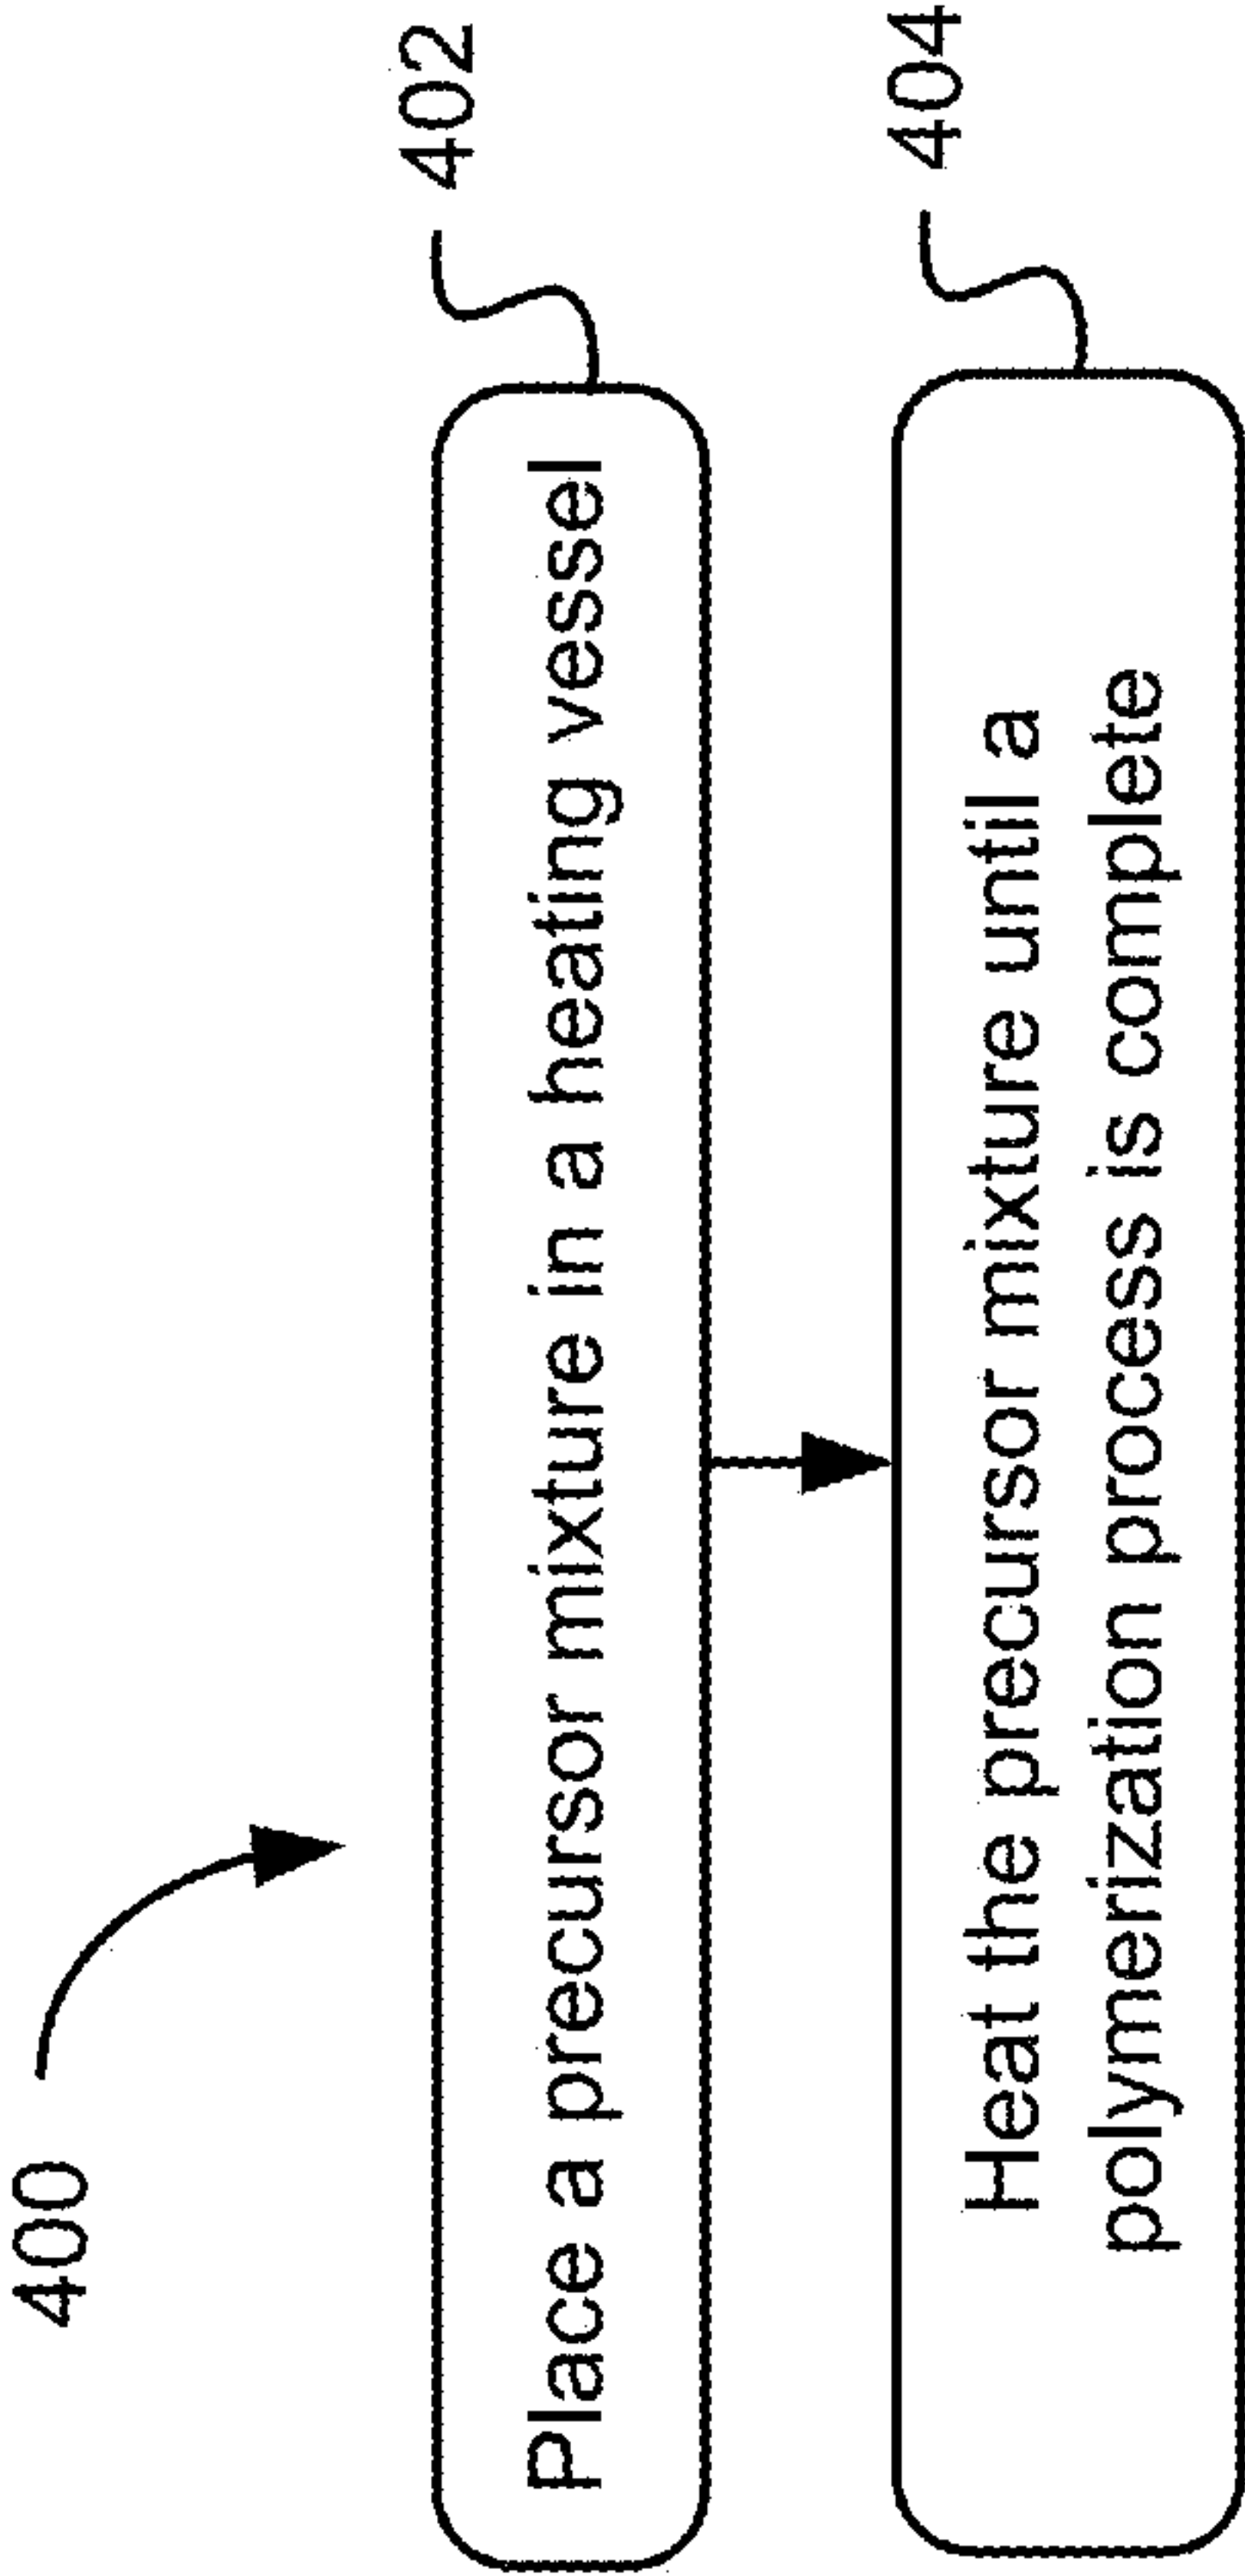 400
Place a precursor mixture in a heating vessel
402
Heat the precursor mixture until a
polymerization process is complete
404